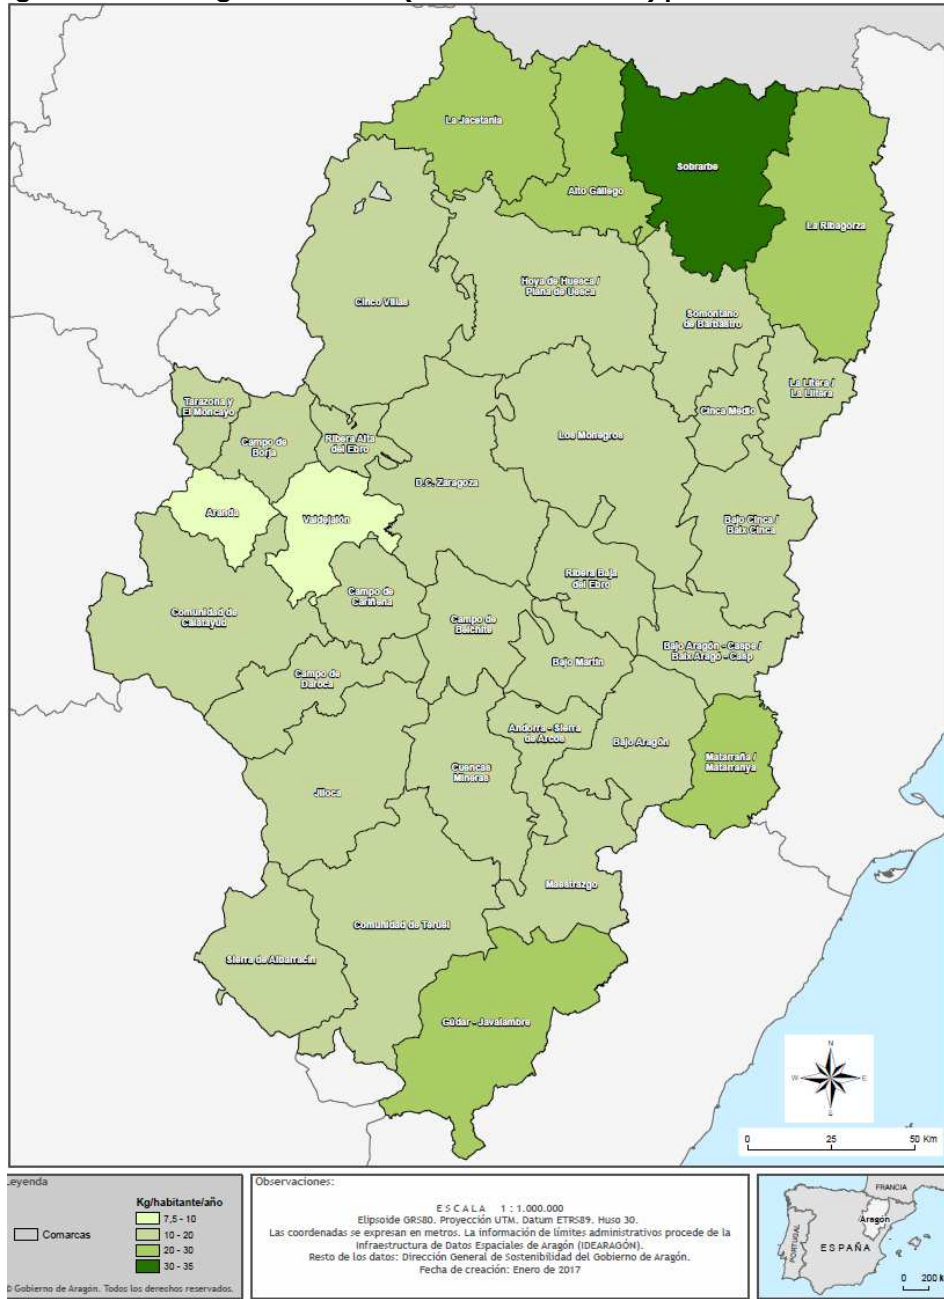 La Jacetania
Sobrarbe
Alto Gállego
La Ribagorza
Hoya de Huesca /
Plana de Uesca
Cinco Villas
Somontano
de Barbastro
La Litera /
La Llitera
Tarazona y
El Moncayo
Cinca Medio
Campo de
Borja
Ribera Alta
del Ebro
Los Monegros
D.C. Zaragoza
Aranda
Valdejalón
Bajo Cinca /
Baix Cinca
Ribera Baja
del Ebro
Campo de
Cariñena
Comunidad de
Calatayud
Campo de
Belchite
Bajo Aragón - Caspe /
Baix Aragó - Casp
Bajo Martín
Campo de
Daroca
Andorra - Sierra
de Arcos
Bajo Aragón
Matarraña /
Matarranya
Cuencas
Mineras
Jiloca
Maestrazgo
Comunidad de Teruel
Sierra de Albarracín
Gúdar - Javalambre
N
W
E
S
0 25 50 Km
Leyenda
Kg/habitante/año
Comarcas
7,5 - 10
10 - 20
20 - 30
30 - 35
© Gobierno de Aragón. Todos los derechos reservados.
Observaciones:
ESCALA 1:1.000.000
Elipsoide GRS80. Proyección UTM. Datum ETRS89. Huso 30.
Las coordenadas se expresan en metros. La información de límites administrativos procede de la
Infraestructura de Datos Espaciales de Aragón (IDEARAGÓN).
Resto de los datos: Dirección General de Sostenibilidad del Gobierno de Aragón.
Fecha de creación: Enero de 2017
FRANCIA
Aragón
PORTUGAL
ESPAÑA
0 200